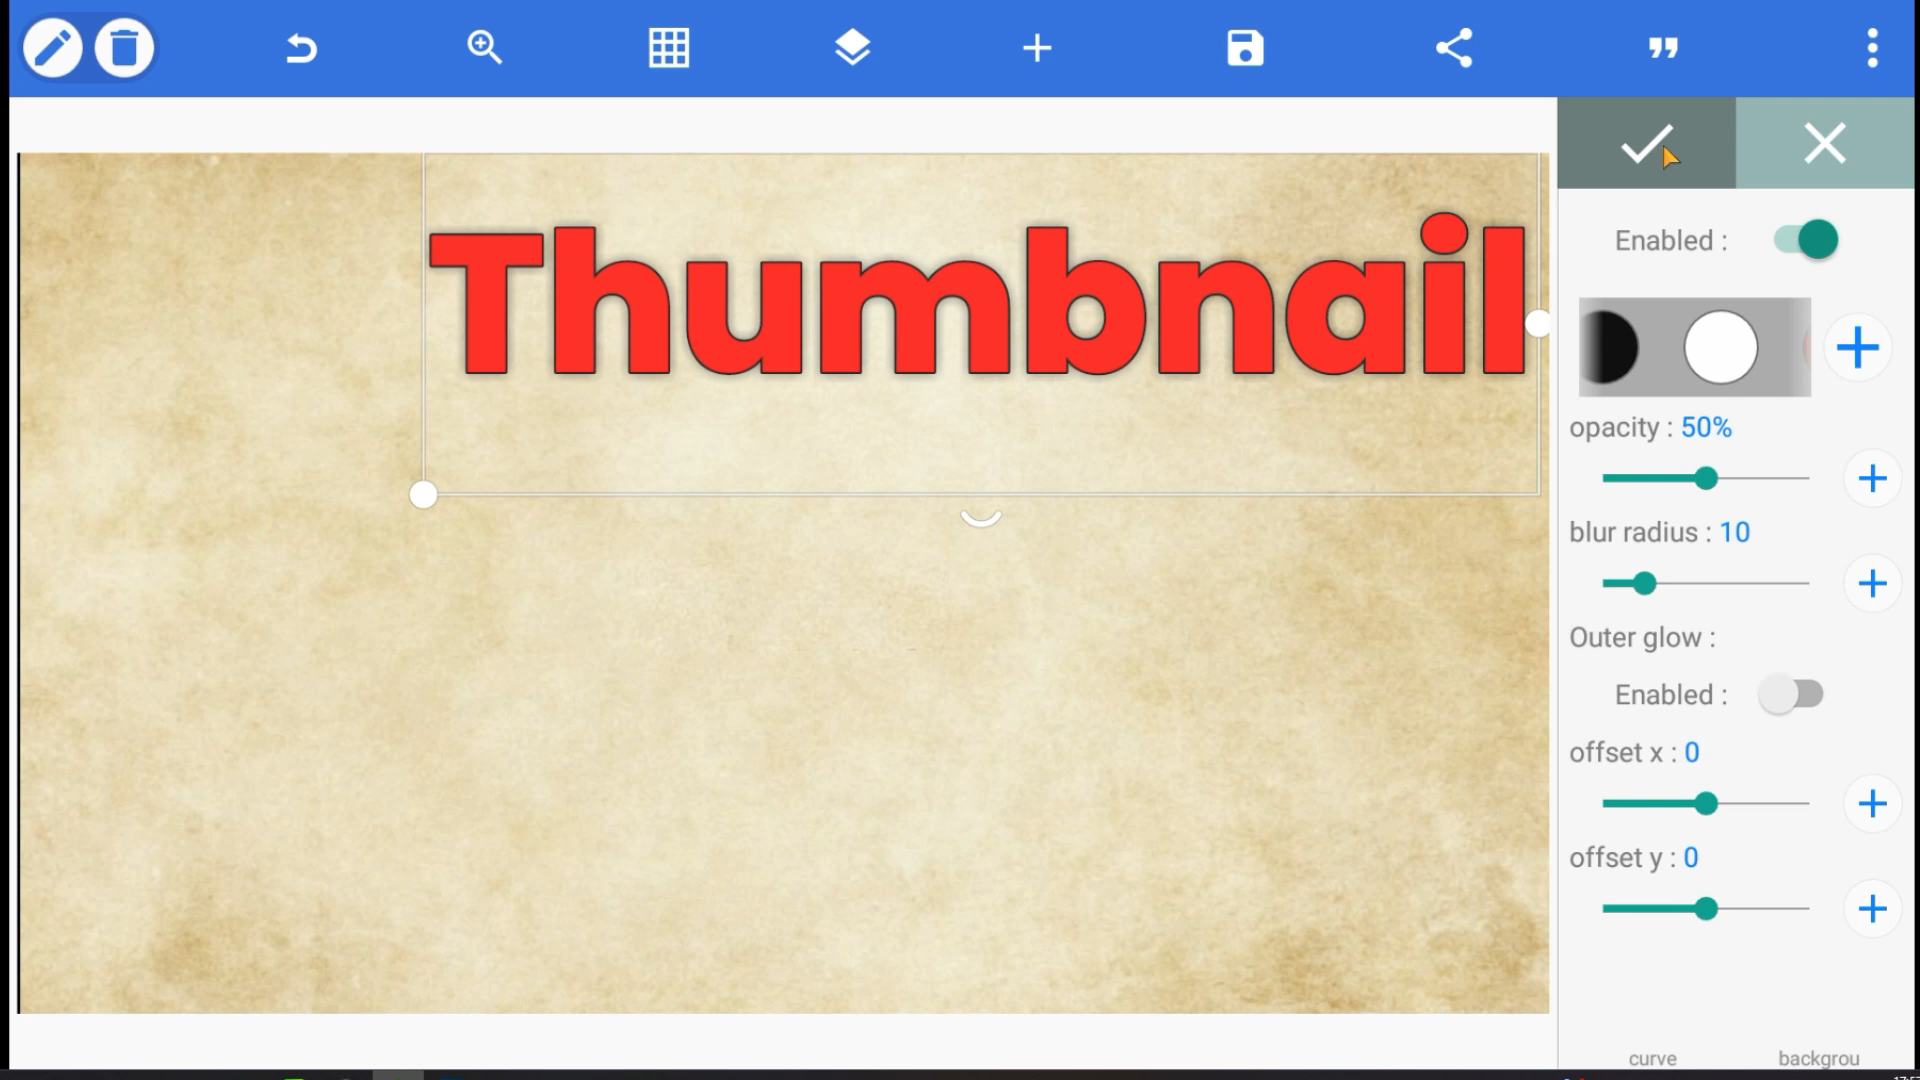 Thumbnail
Enabled :
opacity : 50%
blur radius : 10
Outer glow :
Enabled :
offset x : 0
offset y : 0
curve
backgrou